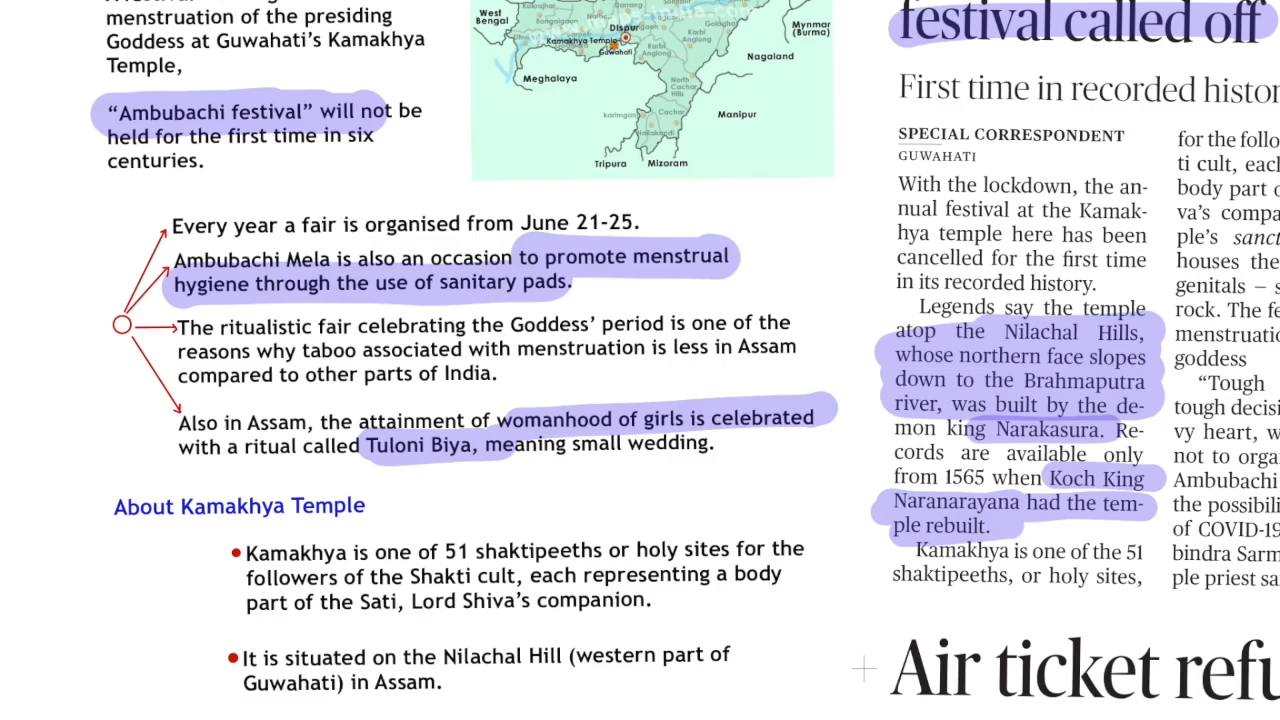 menstruation of the presiding
Goddess at Guwahati's Kamakhya
Temple,
“Ambubachi festival” will not be
held for the first time in six
centuries.
West
Bengal
Dispur
Kamakhya Temple
Guwahati
Meghalaya
Karbi
Anglong
Karbi
Anglong
Golaghat
North
Cachar
Hills
Cachar
karimganj
Hailakandi
Mynmar
(Burma)
Nagaland
Manipur
Tripura
Mizoram
Every year a fair is organised from June 21-25.
Ambubachi Mela is also an occasion to promote menstrual
hygiene through the use of sanitary pads.
The ritualistic fair celebrating the Goddess’ period is one of the
reasons why taboo associated with menstruation is less in Assam
compared to other parts of India.
Also in Assam, the attainment of womanhood of girls is celebrated
with a ritual called Tuloni Biya, meaning small wedding.
About Kamakhya Temple
Kamakhya is one of 51 shaktipeeths or holy sites for the
followers of the Shakti cult, each representing a body
part of the Sati, Lord Shiva’s companion.
It is situated on the Nilachal Hill (western part of
Guwahati) in Assam.
festival called off
First time in recorded histor
SPECIAL CORRESPONDENT
GUWAHATI
With the lockdown, the an-
nual festival at the Kamak-
hya temple here has been
cancelled for the first time
in its recorded history.
Legends say the temple
atop the Nilachal Hills,
whose northern face slopes
down to the Brahmaputra
river, was built by the de-
mon king Narakasura. Re-
cords are available only
from 1565 when Koch King
Naranarayana had the tem-
ple rebuilt.
Kamakhya is one of the 51
shaktipeeths, or holy sites,
for the follo
ti cult, eac
body part o
va's compa
ple's sanct
houses the
genitals – s
rock. The fe
menstruatio
goddess
“Tough
tough decisi
vy heart, w
not to orga
Ambubachi
the possibili
of COVID-19
bindra Sarm
ple priest sa
Air ticket refu